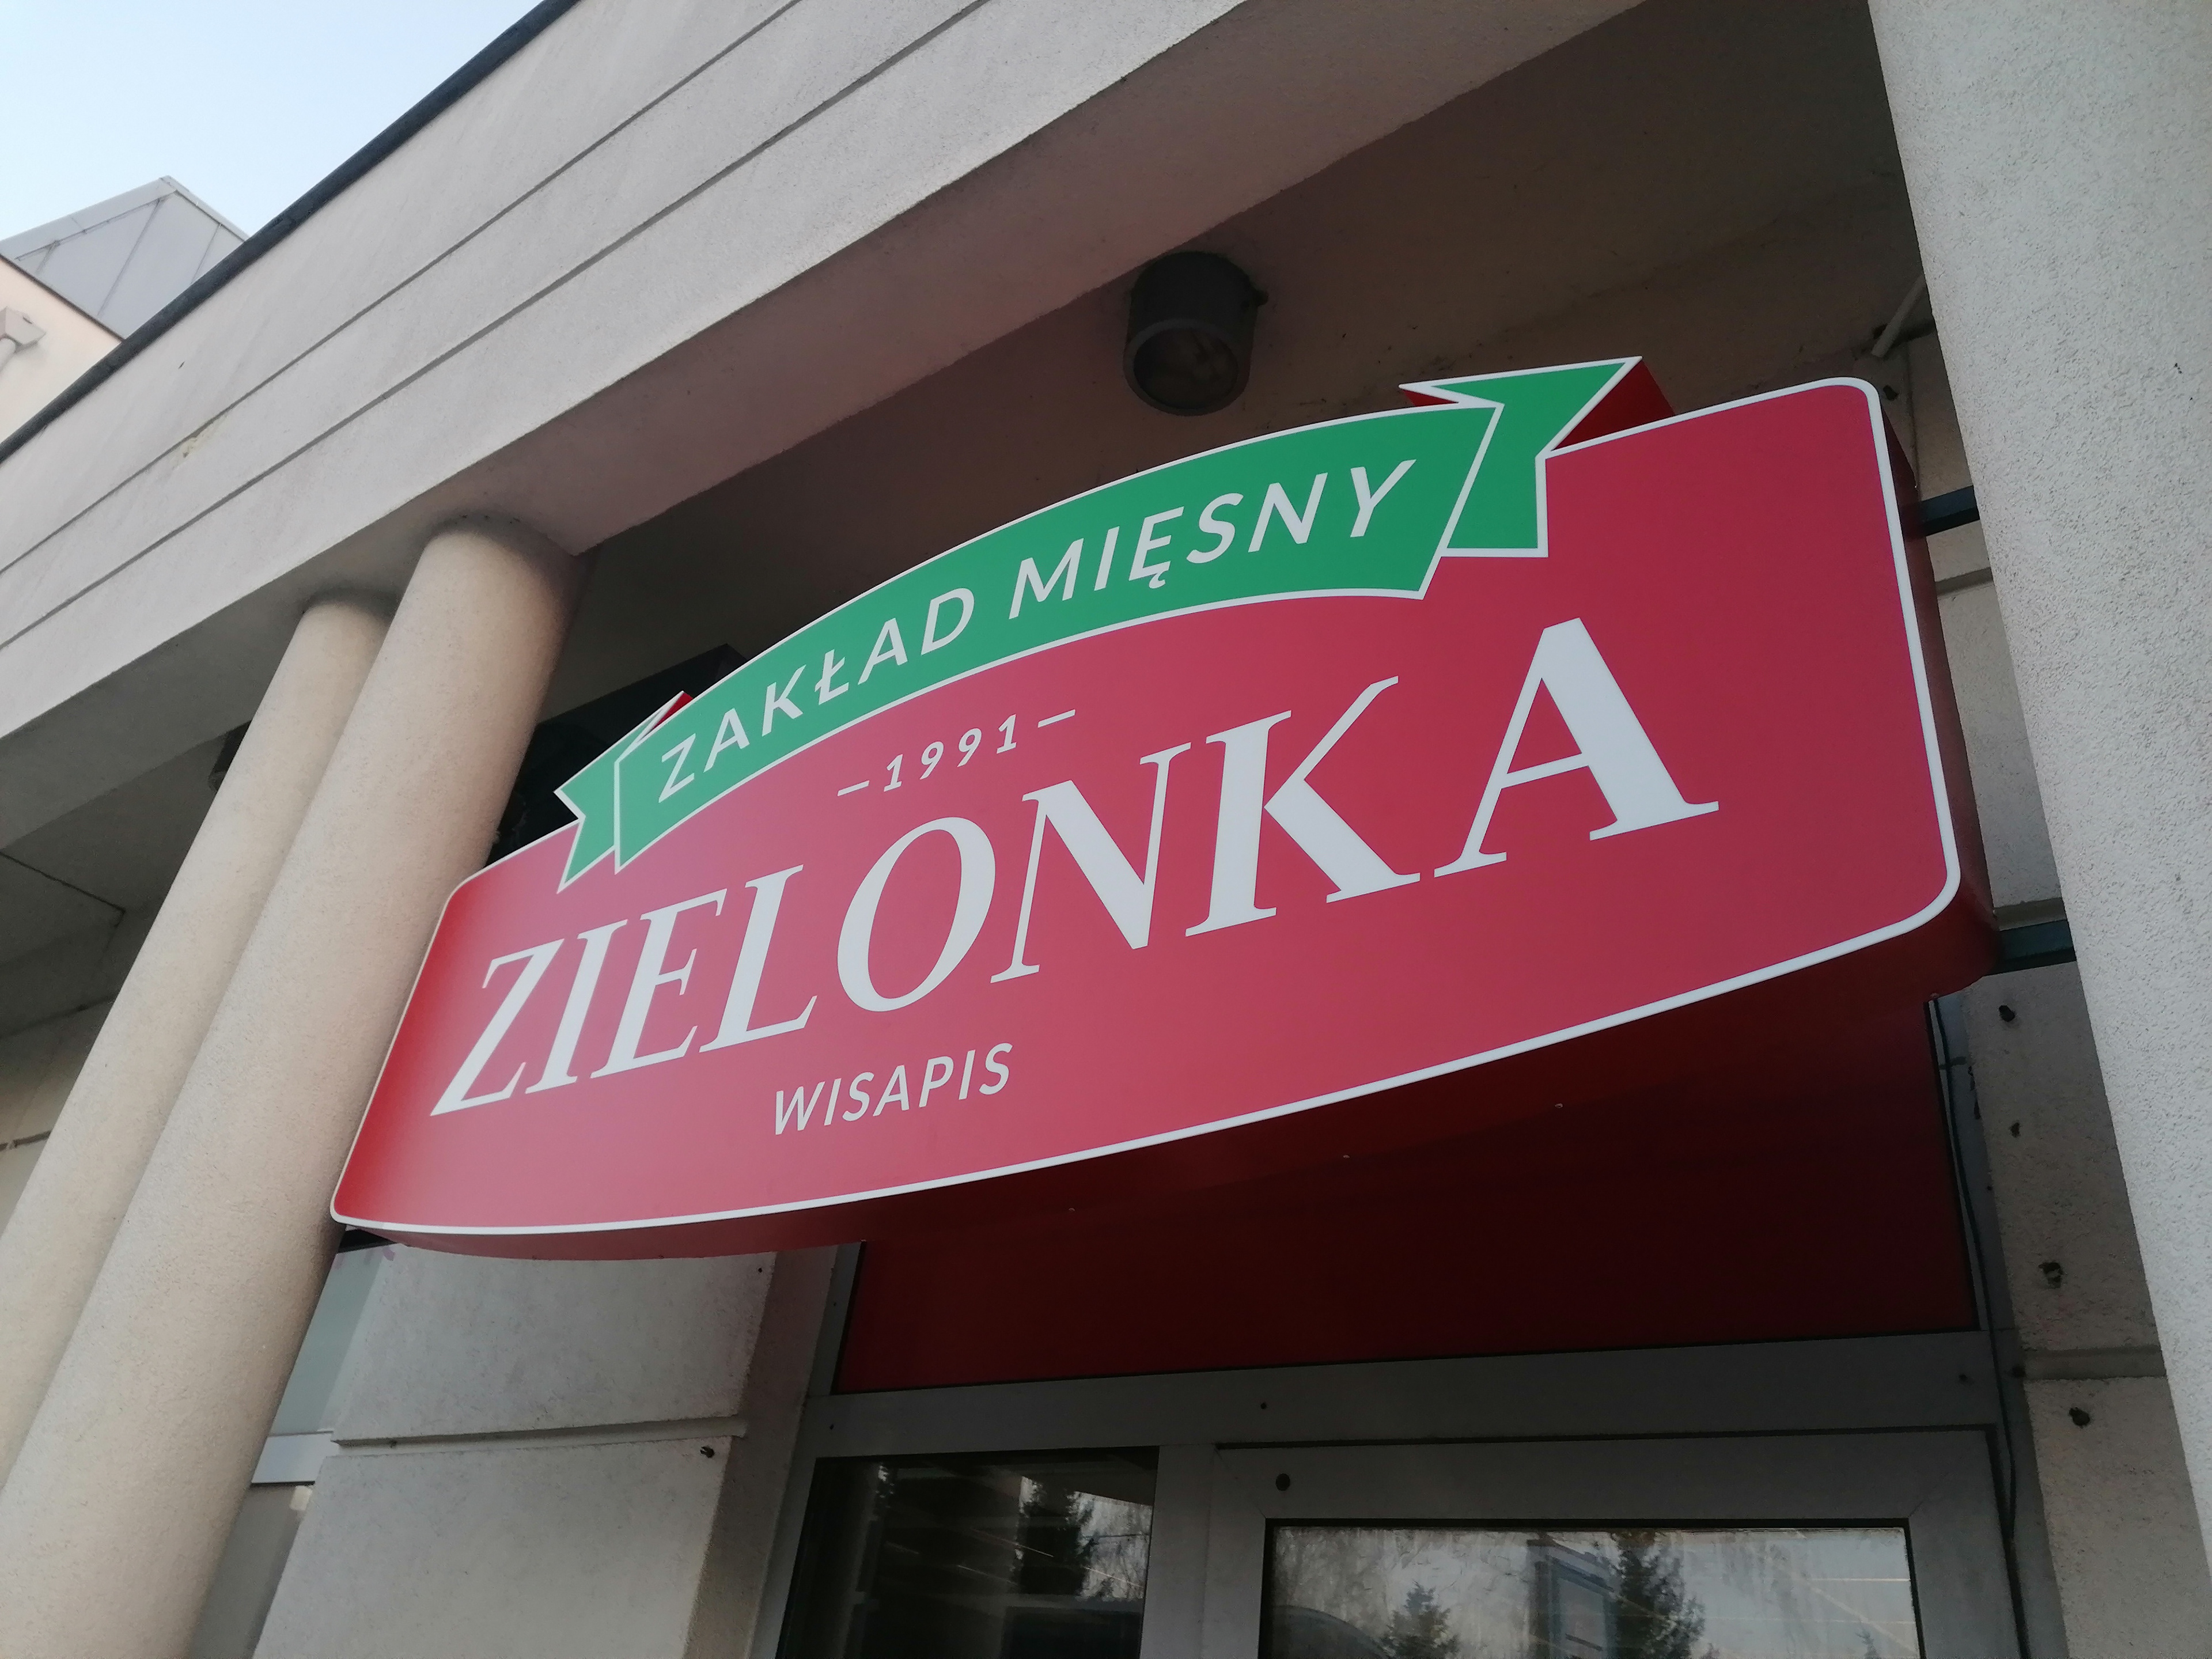 ZAKŁAD MIĘSNY
—1991—
ZIELONKA
WISAPIS